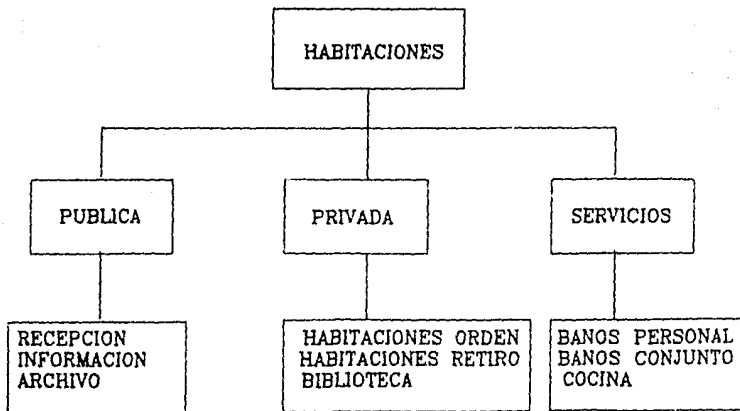 HABITACIONES
PUBLICA
PRIVADA
SERVICIOS
RECEPCION
INFORMACION
ARCHIVO
HABITACIONES ORDEN
HABITACIONES RETIRO
BIBLIOTECA
BANOS PERSONAL
BANOS CONJUNTO
COCINA